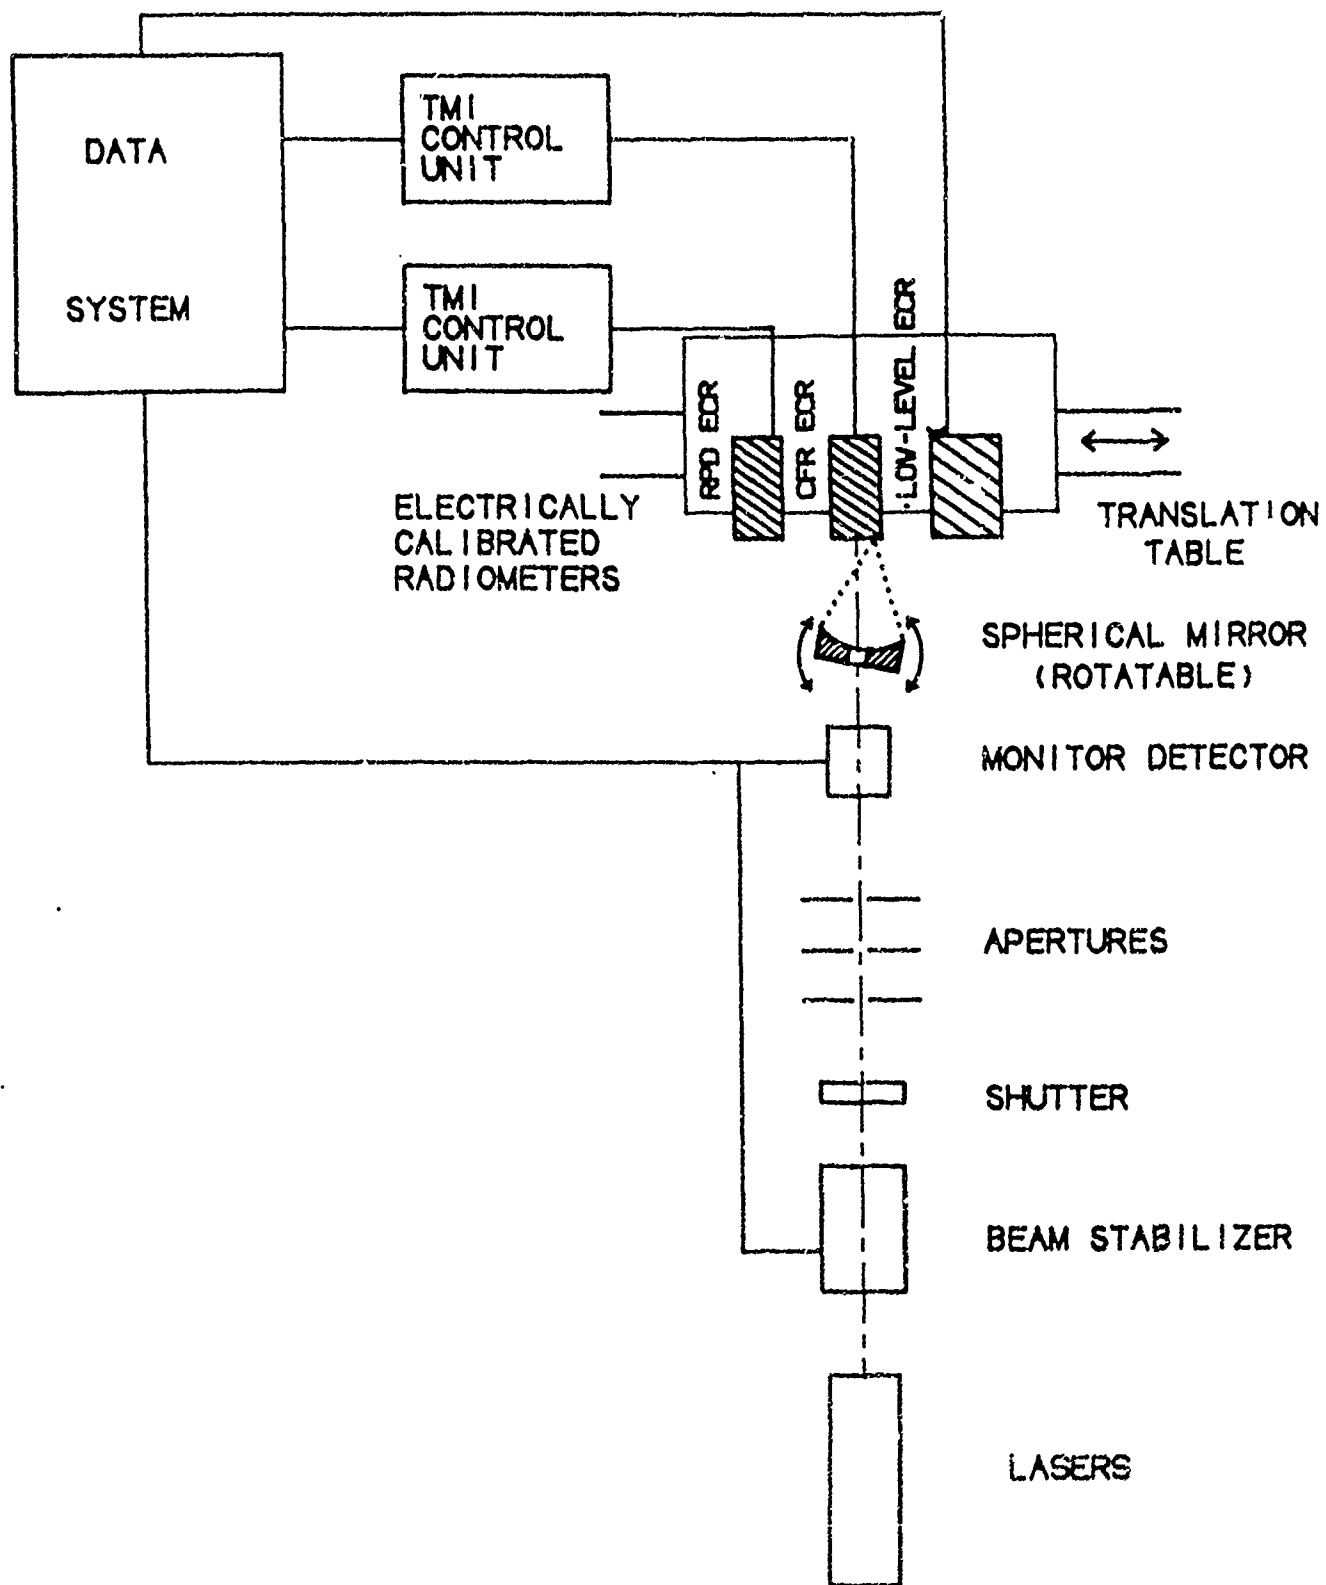 DATA
SYSTEM
TMI
CONTROL
UNIT
TMI
CONTROL
UNIT
RPD ECR
CFR ECR
LOW-LEVEL ECR
ELECTRICALLY
CALIBRATED
RADIOMETERS
TRANSLATION
TABLE
SPHERICAL MIRROR
(ROTATABLE)
MONITOR DETECTOR
APERTURES
SHUTTER
BEAM STABILIZER
LASERS